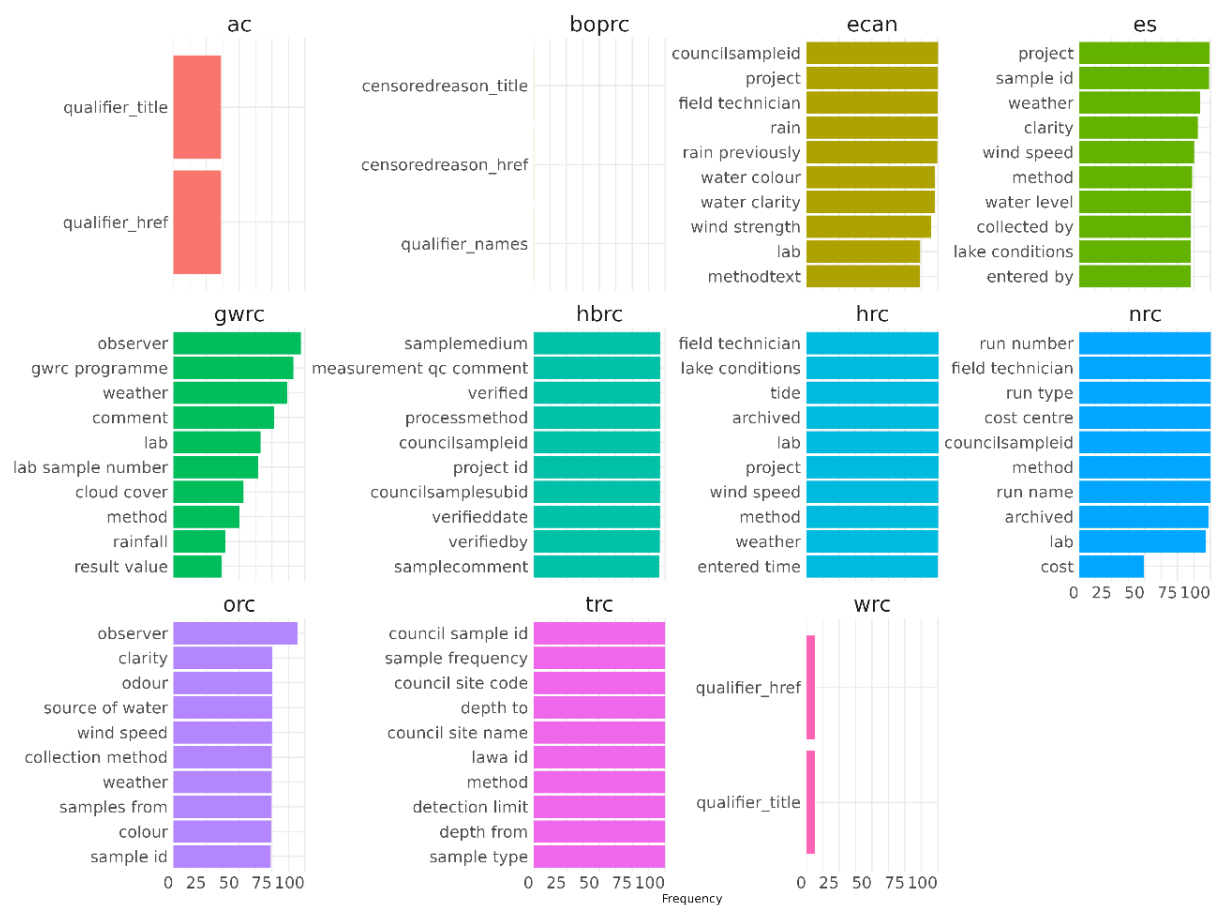 ac
qualifier_title
qualifier_href
boprc
censoredreason_title
censoredreason_href
qualifier_names
ecan
councilsampleid
project
field technician
rain
rain previously
water colour
water clarity
wind strength
lab
methodtext
es
project
sample id
weather
clarity
wind speed
method
water level
collected by
lake conditions
entered by
gwrc
observer
gwrc programme
weather
comment
lab
lab sample number
cloud cover
method
rainfall
result value
hbrc
samplemedium
measurement qc comment
verified
processmethod
councilsampleid
project id
councilsamplesubid
verifieddate
verifiedby
samplecomment
hrc
field technician
lake conditions
tide
archived
lab
project
wind speed
method
weather
entered time
nrc
run number
field technician
run type
cost centre
councilsampleid
method
run name
archived
lab
cost
0 25 50 75 100
orc
observer
clarity
odour
source of water
wind speed
collection method
weather
samples from
colour
sample id
0 25 50 75 100
trc
council sample id
sample frequency
council site code
depth to
council site name
lawa id
method
detection limit
depth from
sample type
0 25 50 75 100
wrc
qualifier_href
qualifier_title
0 25 50 75 100
Frequency